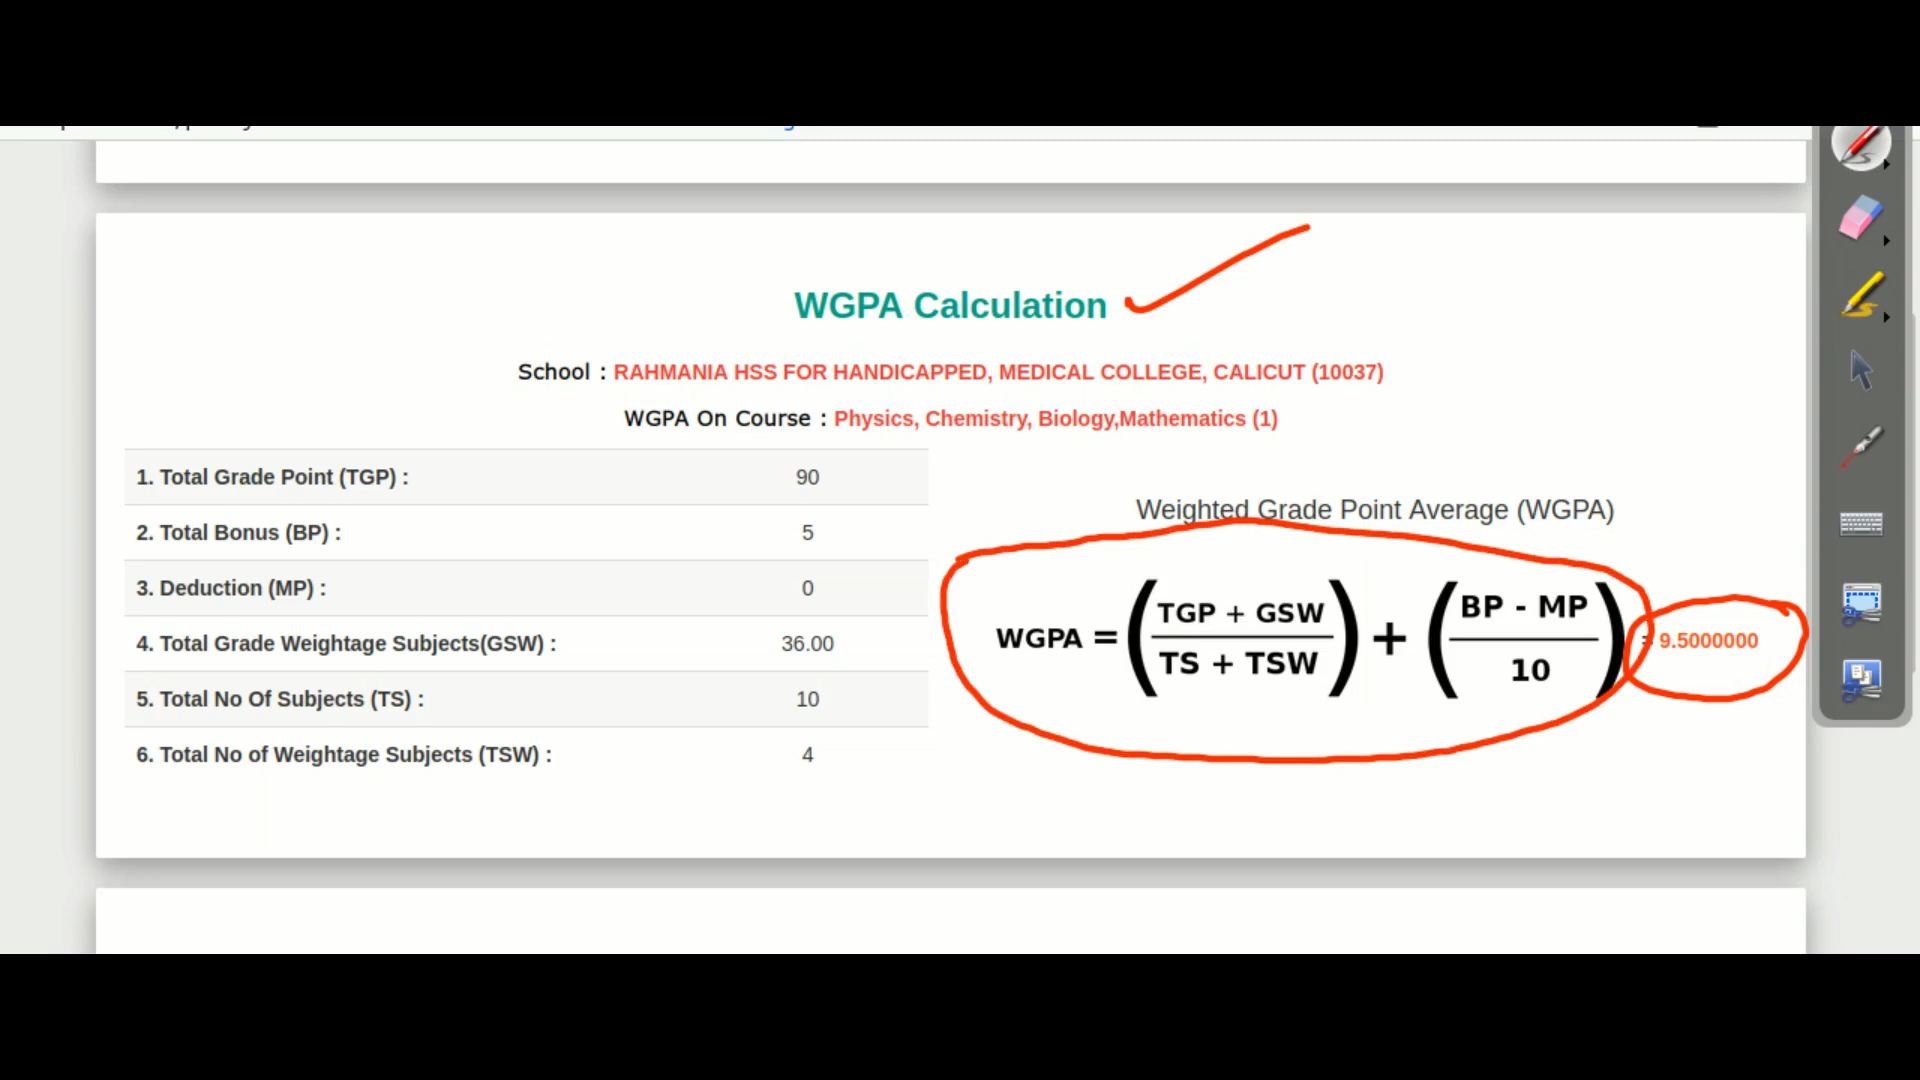 WGPA Calculation
School : RAHMANIA HSS FOR HANDICAPPED, MEDICAL COLLEGE, CALICUT (10037)
WGPA On Course : Physics, Chemistry, Biology,Mathematics (1)
1. Total Grade Point (TGP) : 90
2. Total Bonus (BP) : 5
3. Deduction (MP) : 0
4. Total Grade Weightage Subjects(GSW) : 36.00
5. Total No Of Subjects (TS) : 10
6. Total No of Weightage Subjects (TSW) : 4
Weighted Grade Point Average (WGPA)
WGPA = (TGP + GSW / TS + TSW) + (BP - MP / 10) = 9.5000000